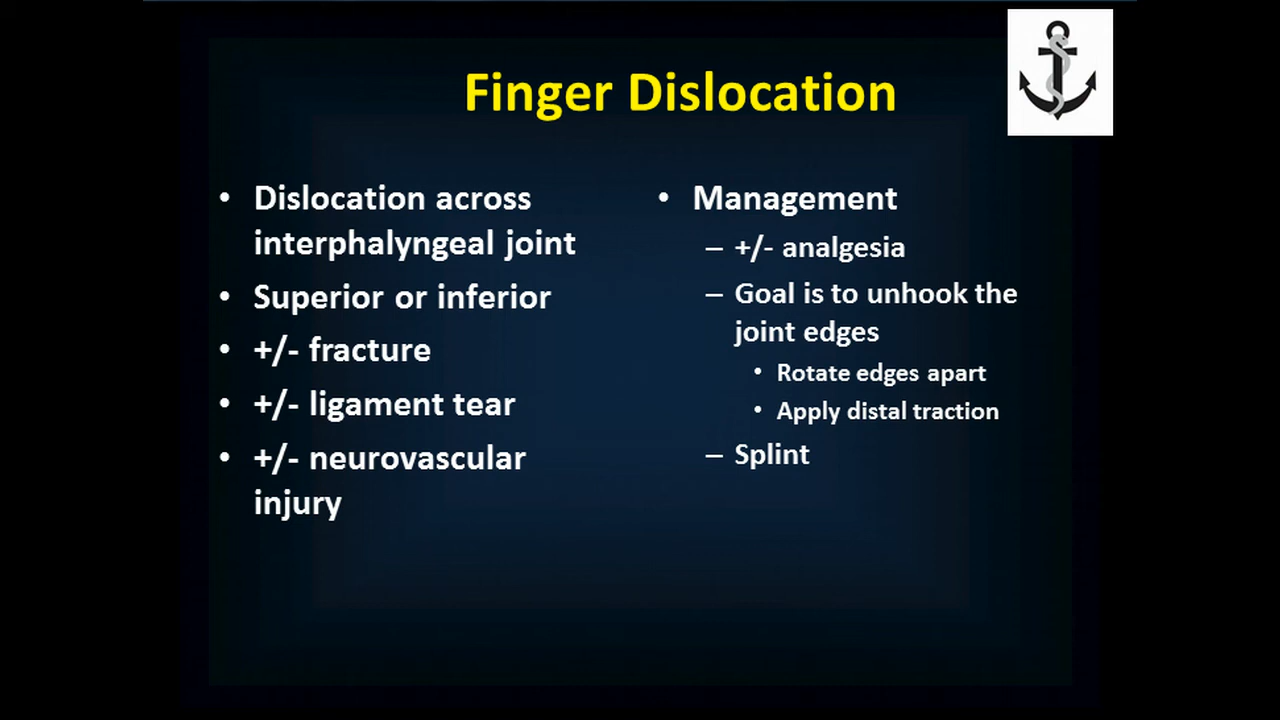 Finger Dislocation
• Dislocation across
interphalyngeal joint
• Superior or inferior
• +/- fracture
• +/- ligament tear
• +/- neurovascular
injury
• Management
– +/- analgesia
– Goal is to unhook the
joint edges
• Rotate edges apart
• Apply distal traction
– Splint